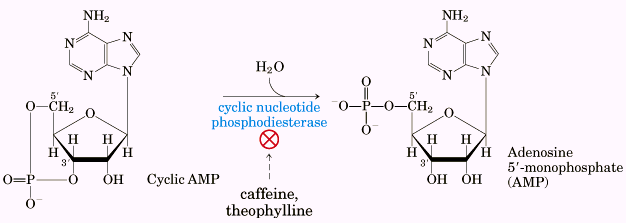 NH₂
N
N
N
N
O
5′
CH₂
O
H
H
H
H
3′
O=P
O
OH
O⁻
Cyclic AMP
H₂O
cyclic nucleotide
phosphodiesterase
caffeine,
theophylline
NH₂
N
N
N
N
O
⁻O–P–O–CH₂
5′
O⁻
O
H
H
H
H
3′
OH
OH
Adenosine
5′-monophosphate
(AMP)